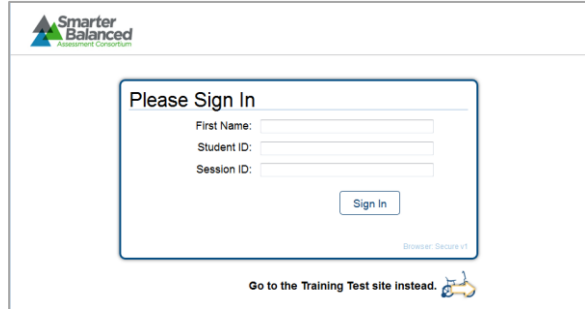 Smarter
Balanced
Assessment Consortium
Please Sign In
First Name:
Student ID:
Session ID:
Sign In
Browser: Secure v1
Go to the Training Test site instead.